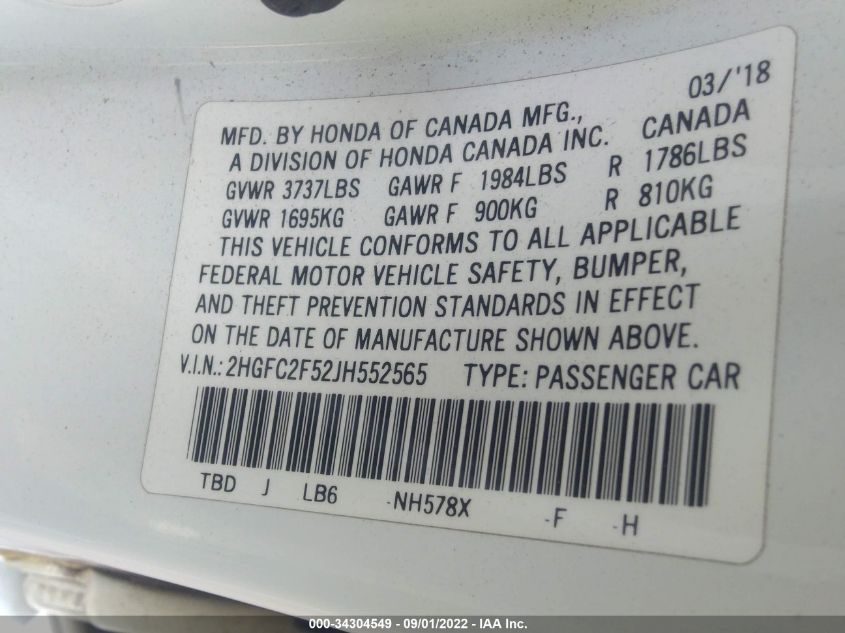 03/'18
MFD. BY HONDA OF CANADA MFG.,
A DIVISION OF HONDA CANADA INC. CANADA
GVWR 3737LBS GAWR F 1984LBS R 1786LBS
GVWR 1695KG GAWR F 900KG R 810KG
THIS VEHICLE CONFORMS TO ALL APPLICABLE
FEDERAL MOTOR VEHICLE SAFETY, BUMPER,
AND THEFT PREVENTION STANDARDS IN EFFECT
ON THE DATE OF MANUFACTURE SHOWN ABOVE.
V.I.N.: 2HGFC2F52JH552565 TYPE: PASSENGER CAR
TBD J LB6 -NH578X -F -H
000-34304549 - 09/01/2022 - IAA Inc.